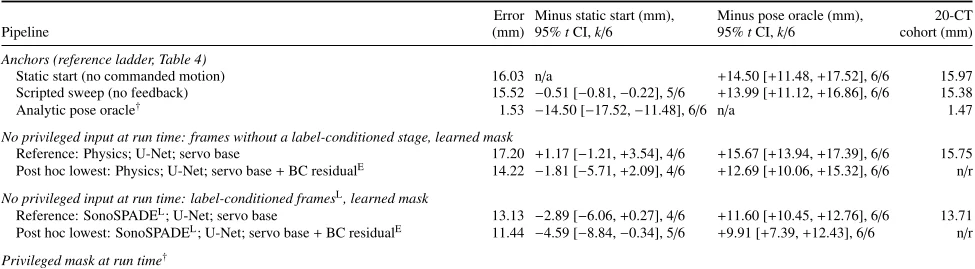 Pipeline Error (mm) Minus static start (mm), 95% t CI, k/6 Minus pose oracle (mm), 95% t CI, k/6 20-CT cohort (mm)
Anchors (reference ladder, Table 4)
Static start (no commanded motion) 16.03 n/a +14.50 [+11.48, +17.52], 6/6 15.97
Scripted sweep (no feedback) 15.52 −0.51 [−0.81, −0.22], 5/6 +13.99 [+11.12, +16.86], 6/6 15.38
Analytic pose oracle† 1.53 −14.50 [−17.52, −11.48], 6/6 n/a 1.47
No privileged input at run time: frames without a label-conditioned stage, learned mask
Reference: Physics; U-Net; servo base 17.20 +1.17 [−1.21, +3.54], 4/6 +15.67 [+13.94, +17.39], 6/6 15.75
Post hoc lowest: Physics; U-Net; servo base + BC residualᴱ 14.22 −1.81 [−5.71, +2.09], 4/6 +12.69 [+10.06, +15.32], 6/6 n/r
No privileged input at run time: label-conditioned framesᴸ, learned mask
Reference: SonoSPADEᴸ; U-Net; servo base 13.13 −2.89 [−6.06, +0.27], 4/6 +11.60 [+10.45, +12.76], 6/6 13.71
Post hoc lowest: SonoSPADEᴸ; U-Net; servo base + BC residualᴱ 11.44 −4.59 [−8.84, −0.34], 5/6 +9.91 [+7.39, +12.43], 6/6 n/r
Privileged mask at run time†